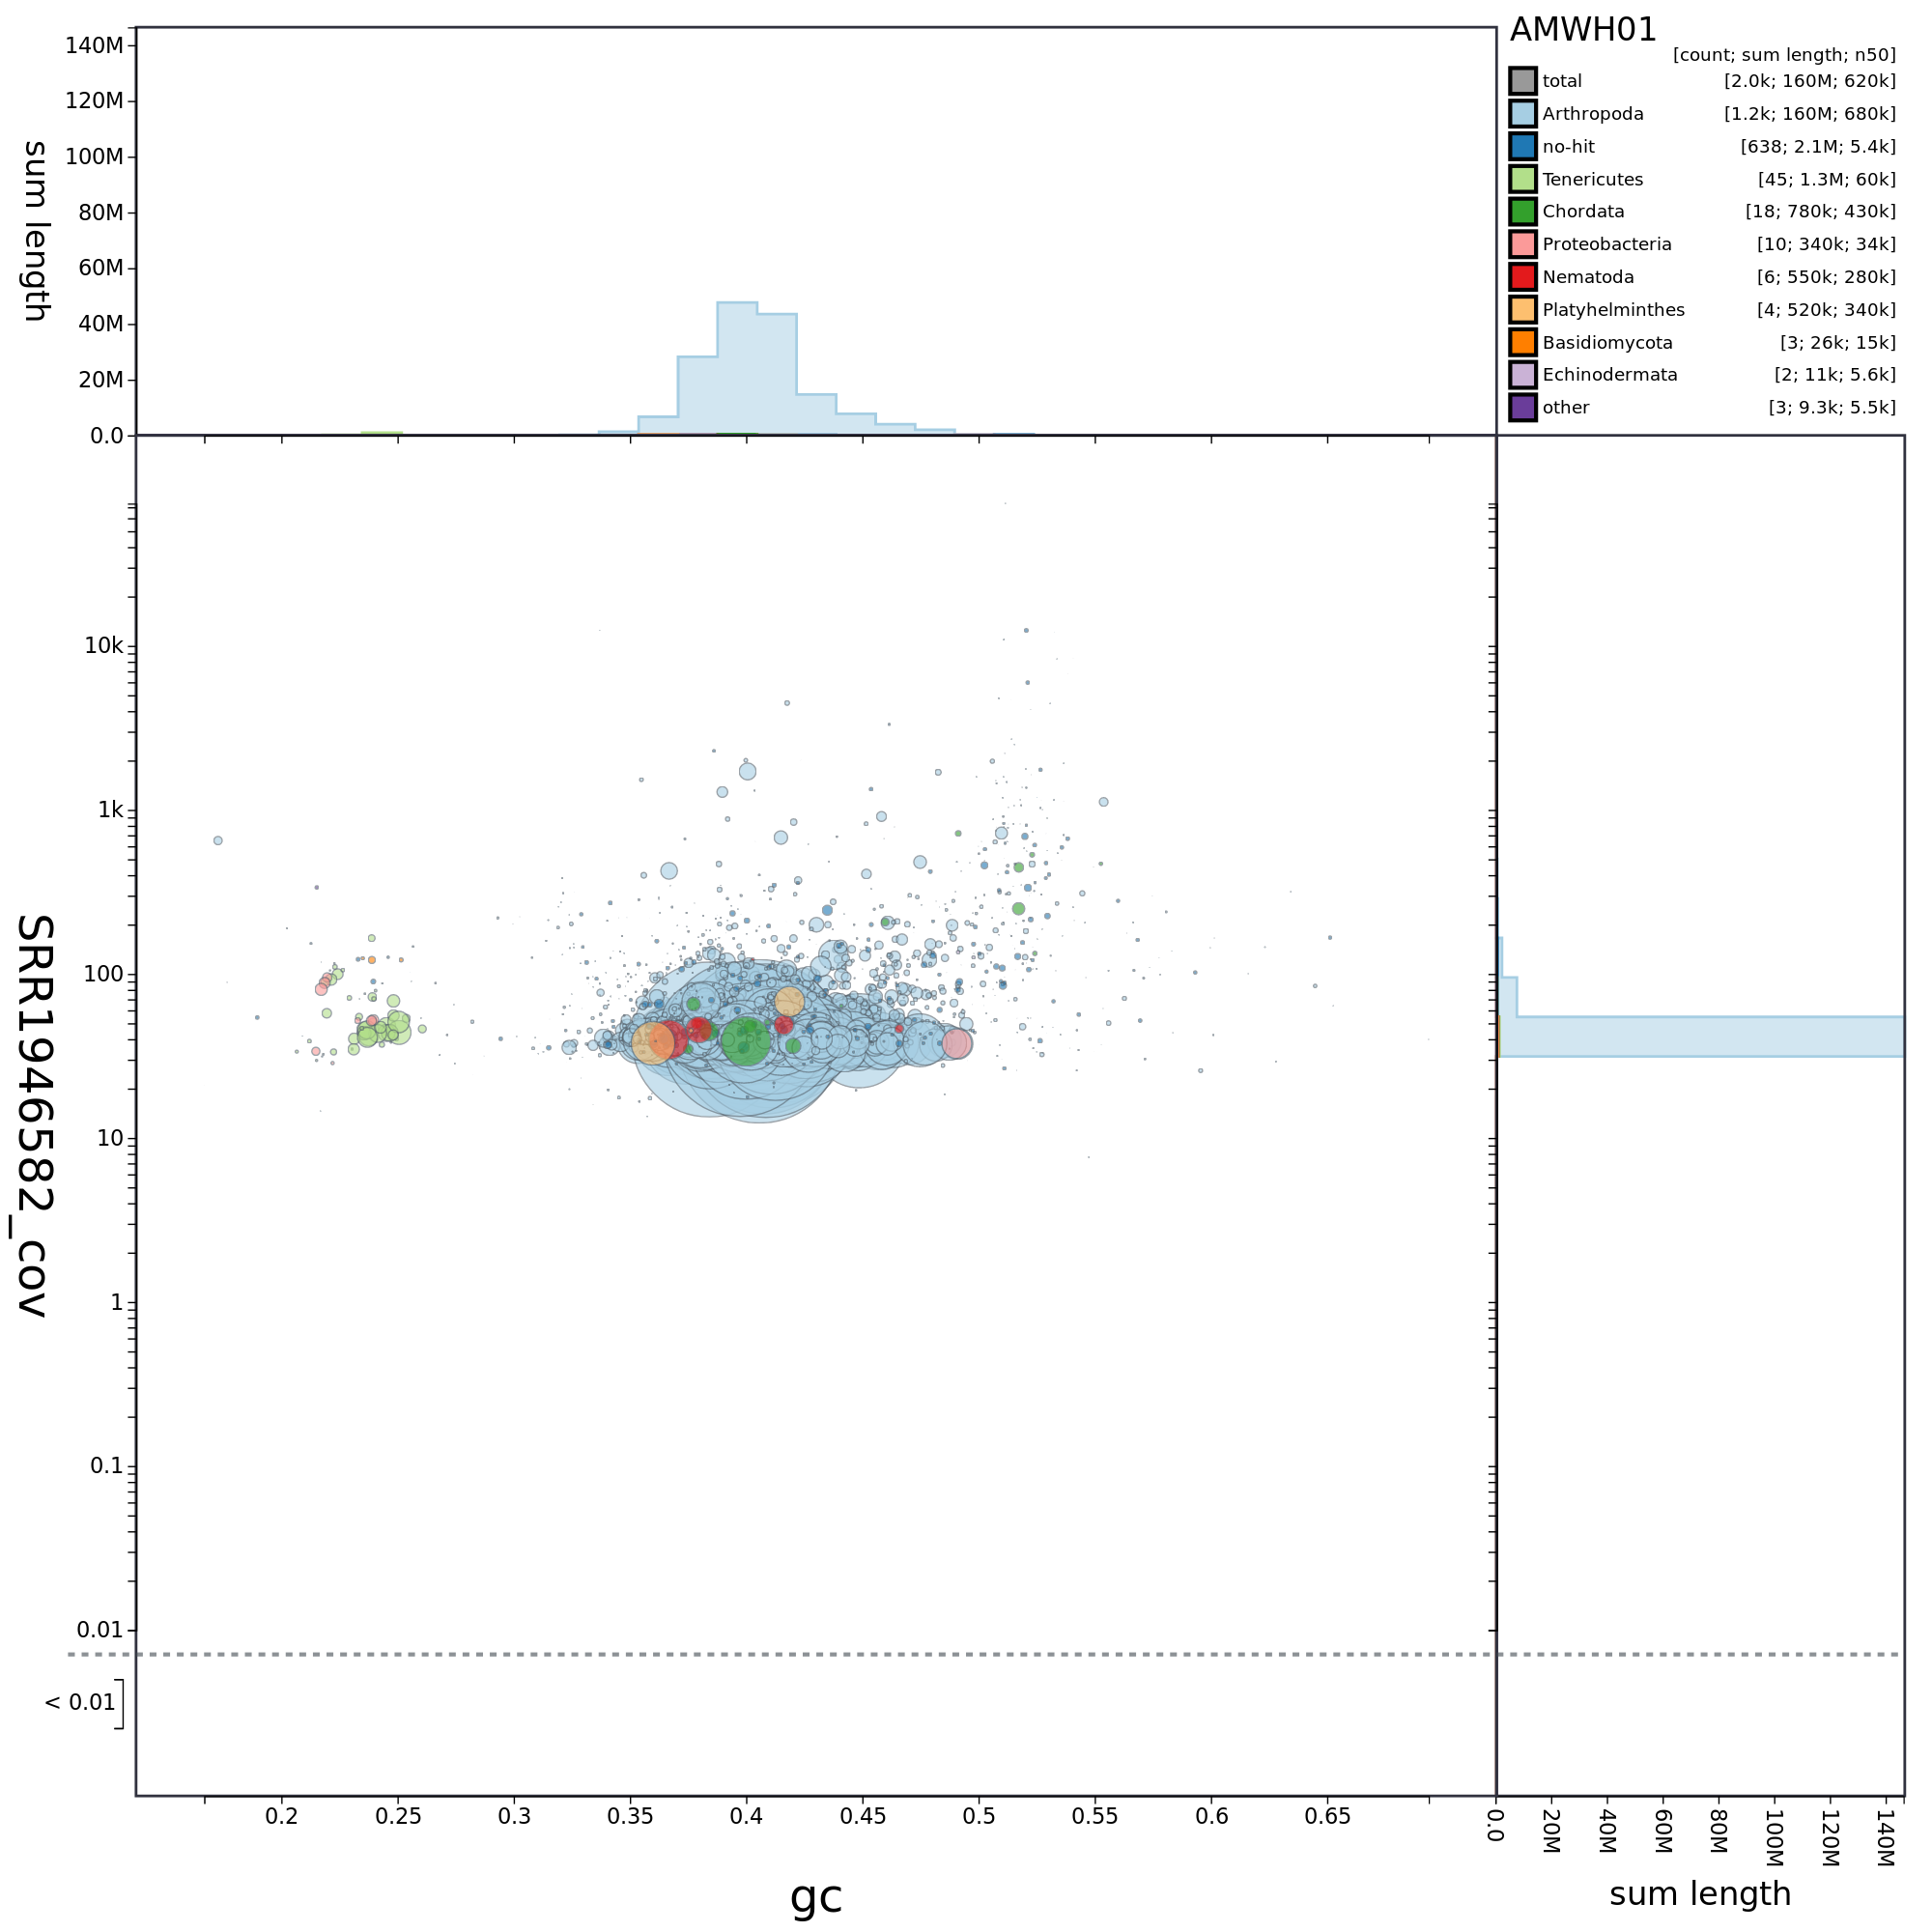 AMWH01
[count; sum length; n50]
total [2.0k; 160M; 620k]
Arthropoda [1.2k; 160M; 680k]
no-hit [638; 2.1M; 5.4k]
Tenericutes [45; 1.3M; 60k]
Chordata [18; 780k; 430k]
Proteobacteria [10; 340k; 34k]
Nematoda [6; 550k; 280k]
Platyhelminthes [4; 520k; 340k]
Basidiomycota [3; 26k; 15k]
Echinodermata [2; 11k; 5.6k]
other [3; 9.3k; 5.5k]
sum length
140M
120M
100M
80M
60M
40M
20M
0.0
SRR1946582_cov
10k
1k
100
10
1
0.1
0.01
< 0.01
0.2 0.25 0.3 0.35 0.4 0.45 0.5 0.55 0.6 0.65
gc
0.0 20M 40M 60M 80M 100M 120M 140M
sum length